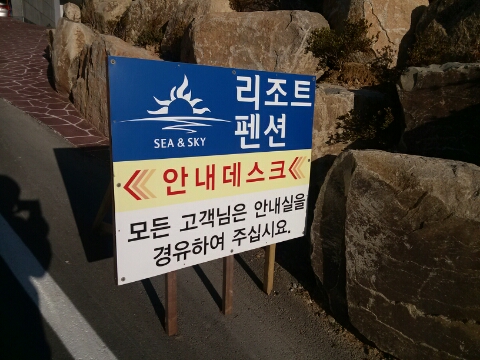 리조트
펜션
SEA & SKY
안내데스크
모든 고객님은 안내실을
경유하여 주십시요.